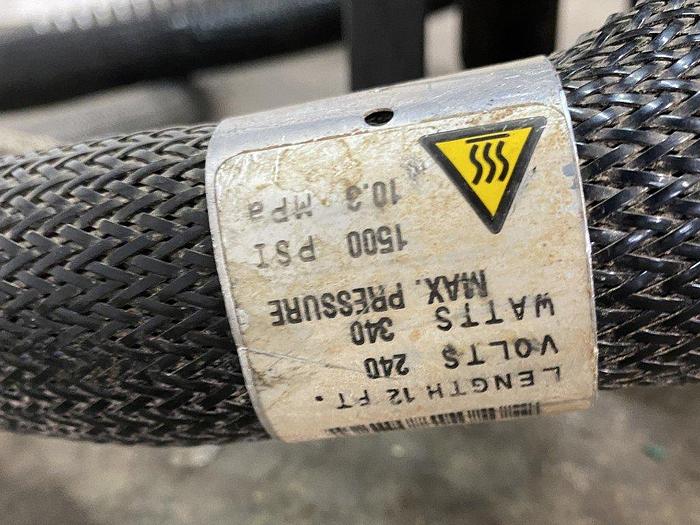 LENGTH 12 FT.
VOLTS 240
WATTS 340
MAX. PRESSURE
1500 PSI
10.3 MPa